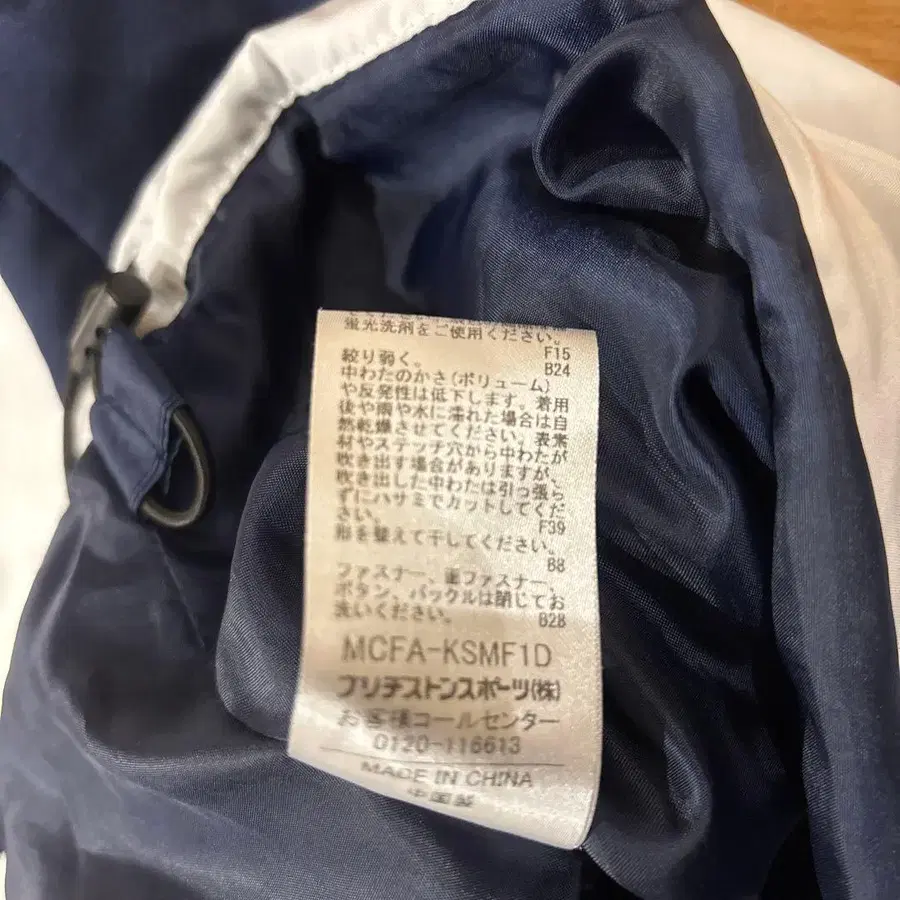 蛍光洗剤をご使用ください。
F15
絞り弱く。
B24
中わたのかさ(ボリューム)
や反発性は低下します。着用
後や雨や水に濡れた場合は自
然乾燥させてください。表素
材やステッチ穴から中わたが
吹き出す場合がありますが、
吹き出した中わたは引っ張ら
ずにハサミでカットしてくだ
さい。
F39
形を整えて干してください。
B8
ファスナー、面ファスナー、
ボタン、バックルは閉じてお
洗いください。
B28
MCFA-KSMF1D
ブリヂストンスポーツ(株)
お客様コールセンター
0120-116613
MADE IN CHINA
中国製